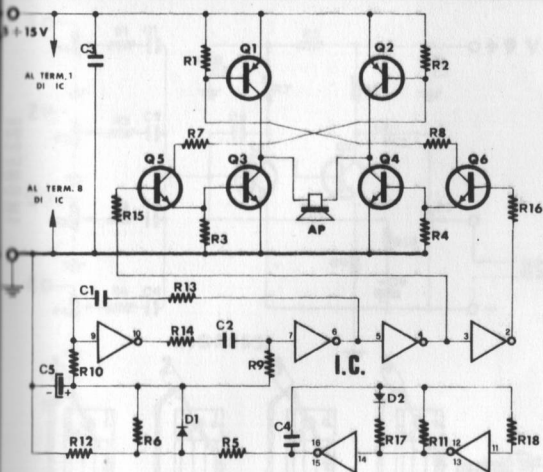 + 15 V
C3
R1
Q1
Q2
R2
AL TERM. 1
DI IC
R7
R8
Q5
Q3
Q4
Q6
AL TERM. 8
DI IC
R15
R3
AP
R4
R16
C1
R13
9
10
R14
C2
7
6
5
4
3
2
R10
R9
I.C.
C5
- +
D1
D2
R12
R6
R5
C4
16
15
14
R17
R11
12
13
11
R18